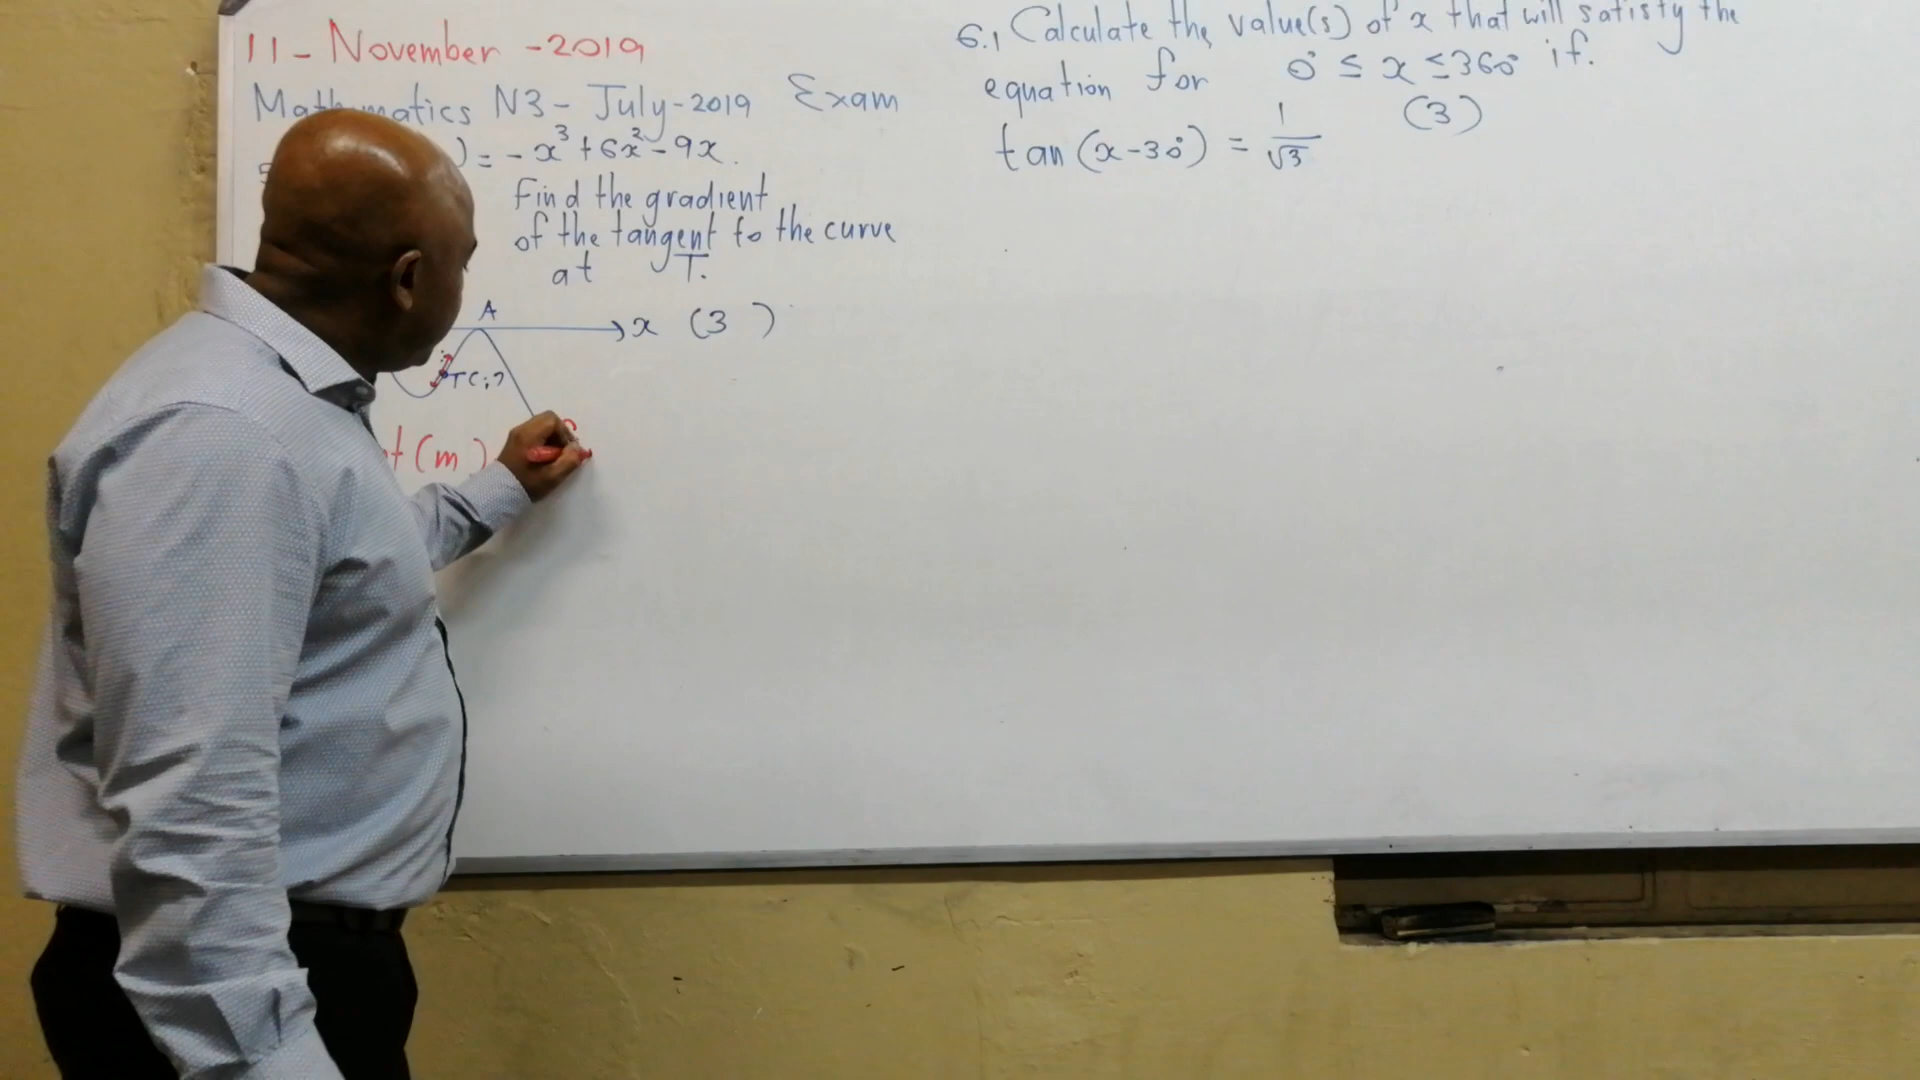 11 - November - 2019
Mathematics N3 - July - 2019 Exam
) = - x³ + 6x² - 9x.
Find the gradient
of the tangent to the curve
at T.
A
x (3)
T( ; ?
(m)
6.1, Calculate the value(s) of x that will satisfy the
equation for 0° ≤ x ≤ 360° if.
(3)
tan (x - 30°) = 1/√3